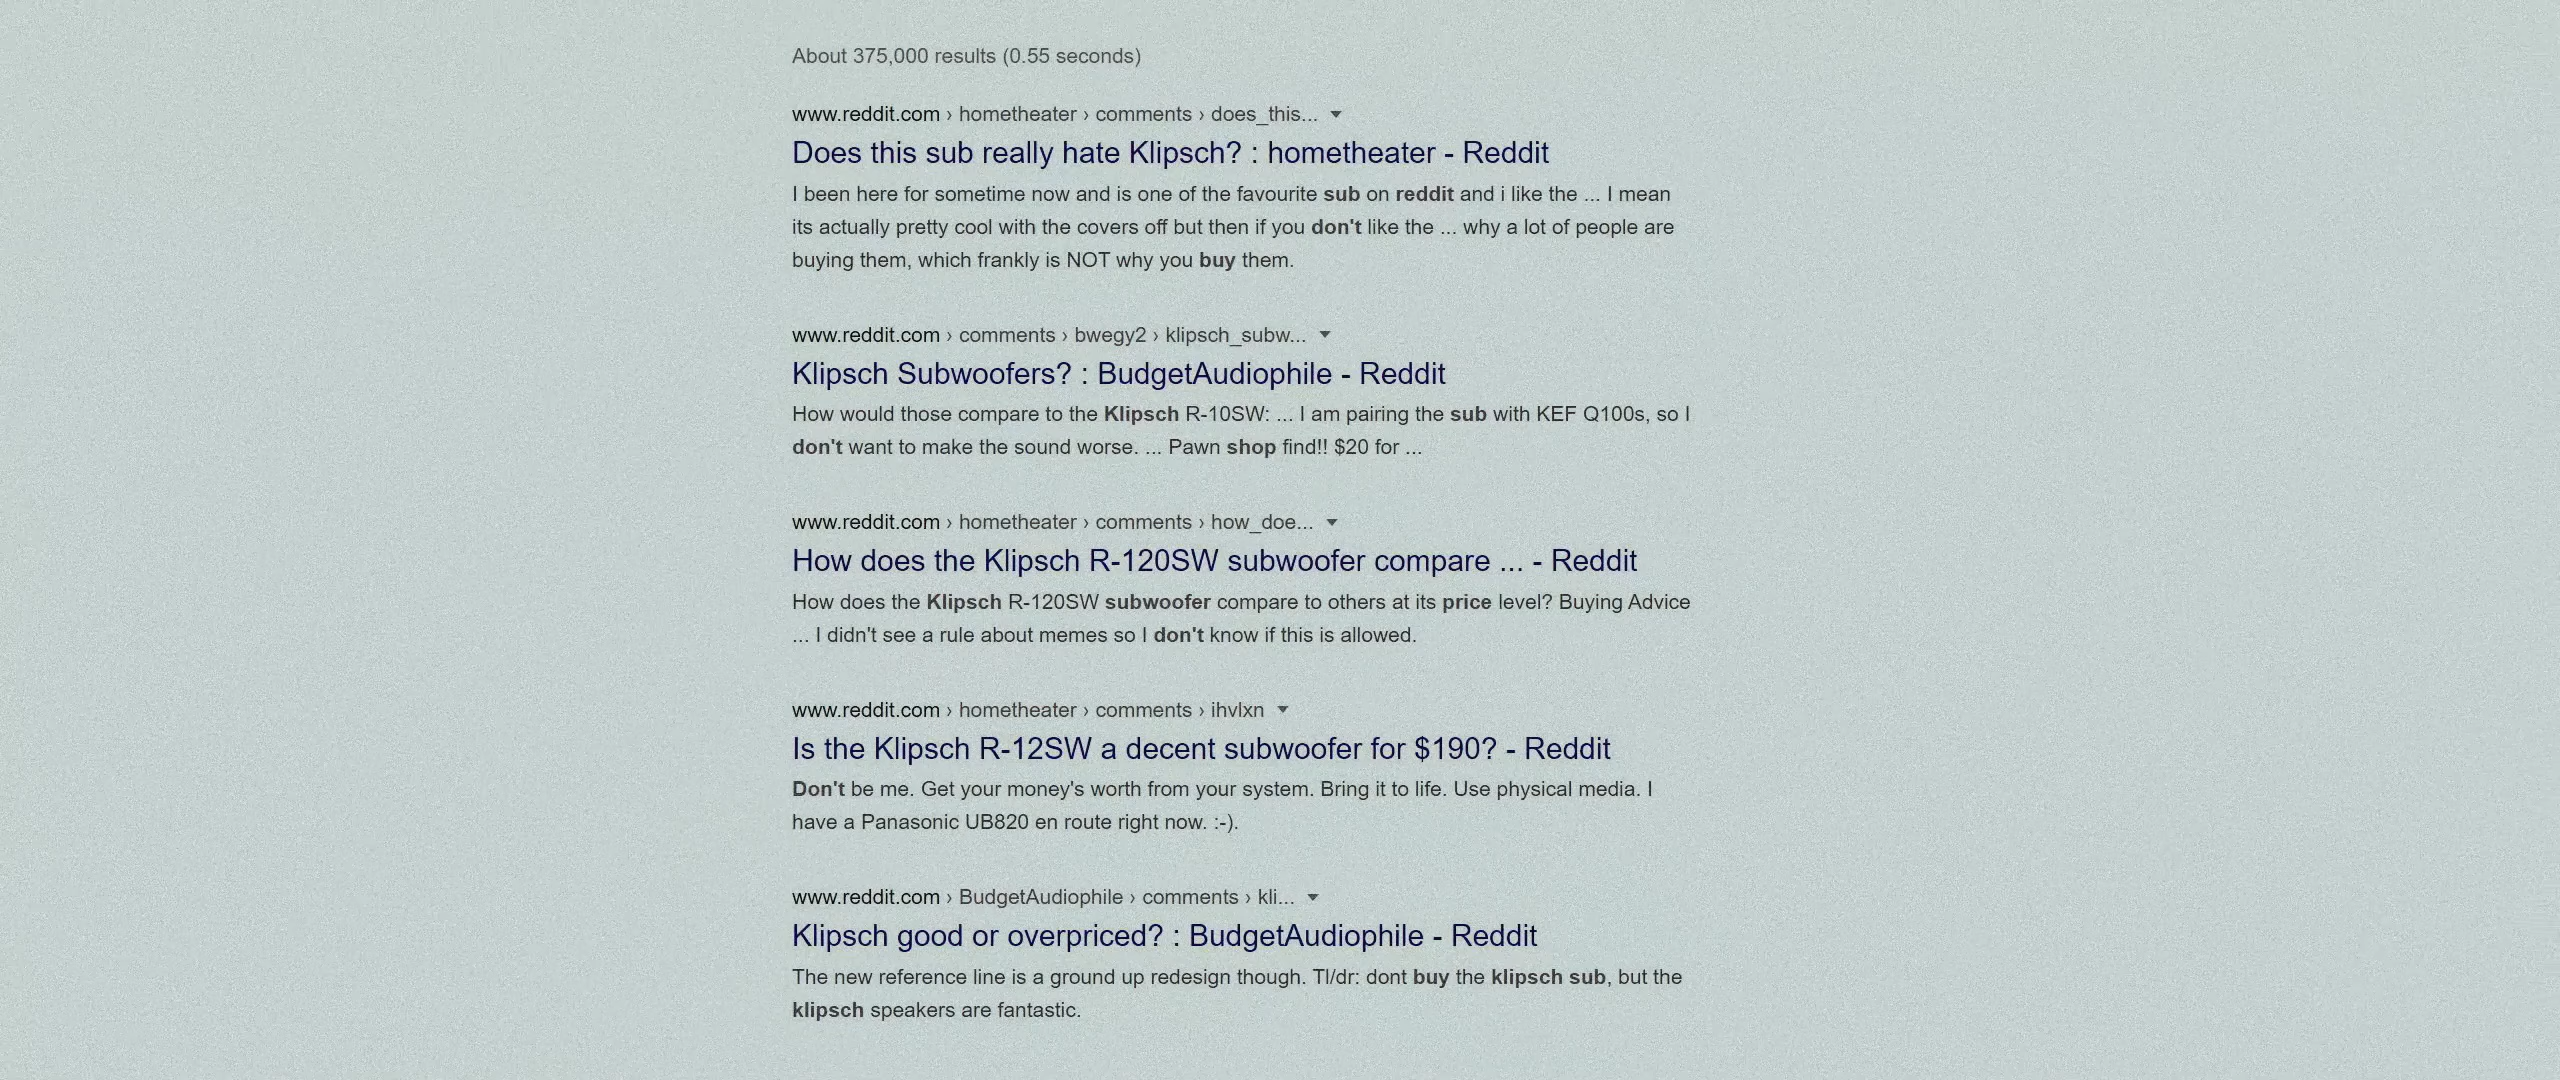 About 375,000 results (0.55 seconds)
www.reddit.com › hometheater › comments › does_this...
Does this sub really hate Klipsch? : hometheater - Reddit
I been here for sometime now and is one of the favourite sub on reddit and i like the ... I mean
its actually pretty cool with the covers off but then if you don't like the ... why a lot of people are
buying them, which frankly is NOT why you buy them.
www.reddit.com › comments › bwegy2 › klipsch_subw...
Klipsch Subwoofers? : BudgetAudiophile - Reddit
How would those compare to the Klipsch R-10SW: ... I am pairing the sub with KEF Q100s, so I
don't want to make the sound worse. ... Pawn shop find!! $20 for ...
www.reddit.com › hometheater › comments › how_doe...
How does the Klipsch R-120SW subwoofer compare ... - Reddit
How does the Klipsch R-120SW subwoofer compare to others at its price level? Buying Advice
... I didn't see a rule about memes so I don't know if this is allowed.
www.reddit.com › hometheater › comments › ihvlxn
Is the Klipsch R-12SW a decent subwoofer for $190? - Reddit
Don't be me. Get your money's worth from your system. Bring it to life. Use physical media. I
have a Panasonic UB820 en route right now. :-).
www.reddit.com › BudgetAudiophile › comments › kli...
Klipsch good or overpriced? : BudgetAudiophile - Reddit
The new reference line is a ground up redesign though. Tl/dr: dont buy the klipsch sub, but the
klipsch speakers are fantastic.